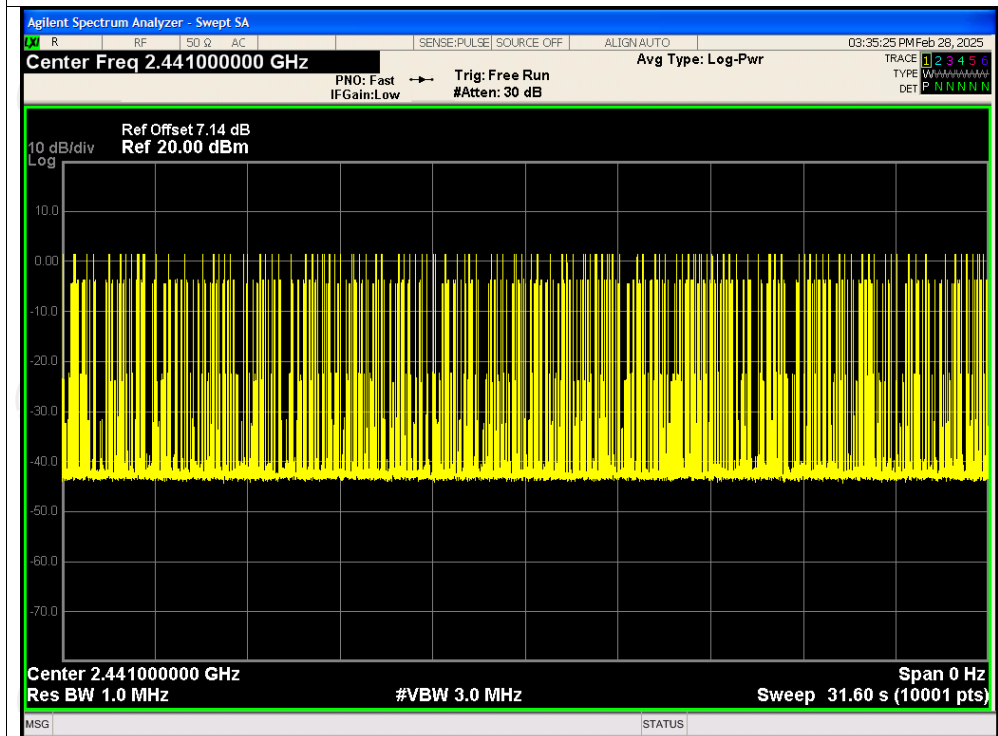 Agilent Spectrum Analyzer - Swept SA
LXI R RF 50 Ω AC SENSE:PULSE SOURCE OFF ALIGN AUTO 03:35:25 PM Feb 28, 2025
Center Freq 2.441000000 GHz Avg Type: Log-Pwr TRACE 1 2 3 4 5 6
PNO: Fast Trig: Free Run TYPE W
IFGain:Low #Atten: 30 dB DET P N N N N N
Ref Offset 7.14 dB
10 dB/div Ref 20.00 dBm
Log
10.0
0.00
-10.0
-20.0
-30.0
-40.0
-50.0
-60.0
-70.0
Center 2.441000000 GHz Span 0 Hz
Res BW 1.0 MHz #VBW 3.0 MHz Sweep 31.60 s (10001 pts)
MSG STATUS